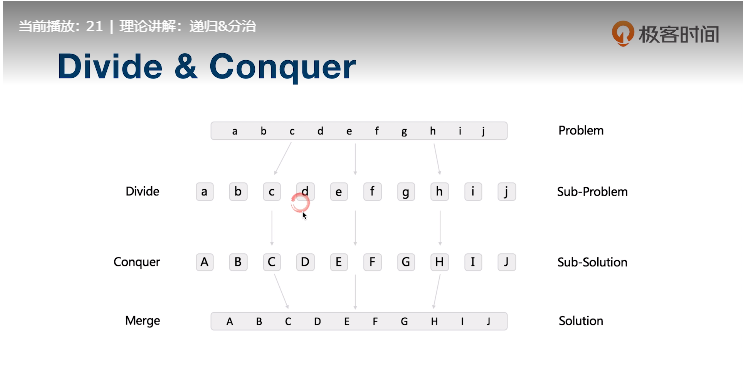 当前播放：21 | 理论讲解：递归&分治
极客时间
Divide & Conquer
a b c d e f g h i j Problem
Divide a b c d e f g h i j Sub-Problem
Conquer A B C D E F G H I J Sub-Solution
Merge A B C D E F G H I J Solution